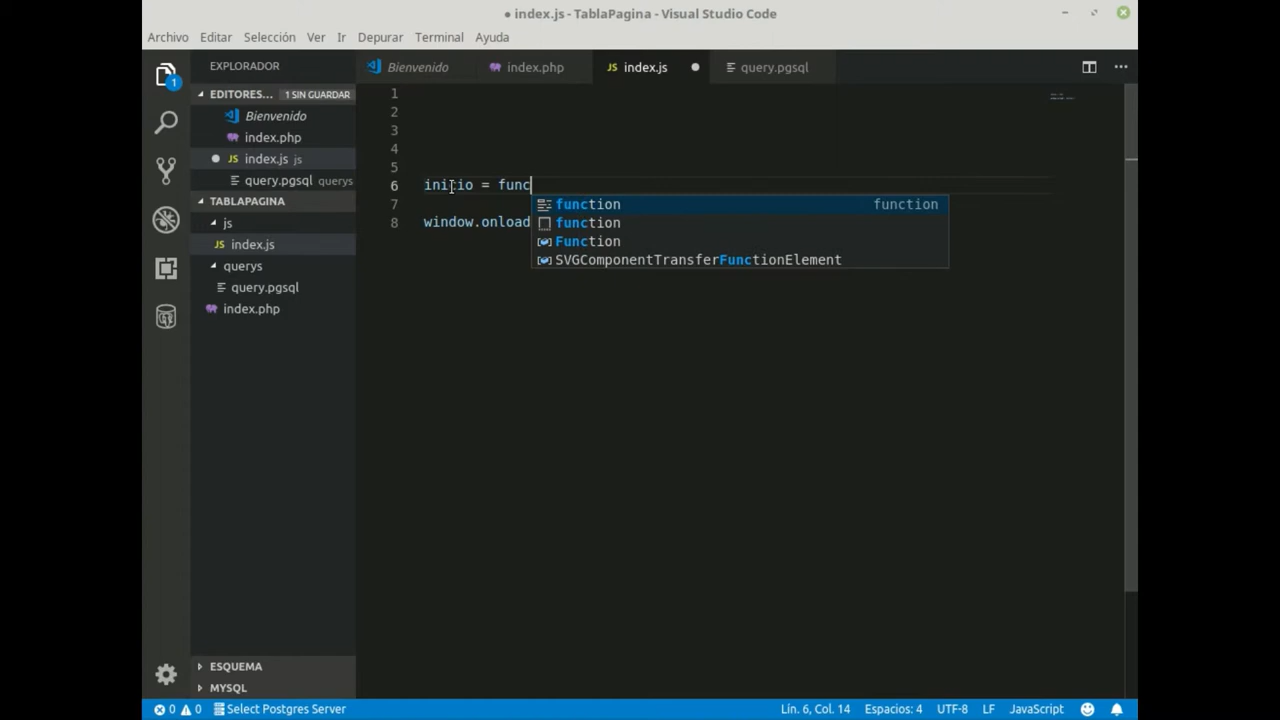 ● index.js - TablaPagina - Visual Studio Code
Archivo Editar Selección Ver Ir Depurar Terminal Ayuda
EXPLORADOR
Bienvenido index.php JS index.js query.pgsql
1
EDITORES... 1 SIN GUARDAR
Bienvenido
index.php
JS index.js js
query.pgsql querys
TABLAPAGINA
js
JS index.js
querys
query.pgsql
index.php
ESQUEMA
MYSQL
1
2
3
4
5
6 inicio = func
7
8 window.onload
function function
function
Function
SVGComponentTransferFunctionElement
0 0 Select Postgres Server Lín. 6, Col. 14 Espacios: 4 UTF-8 LF JavaScript